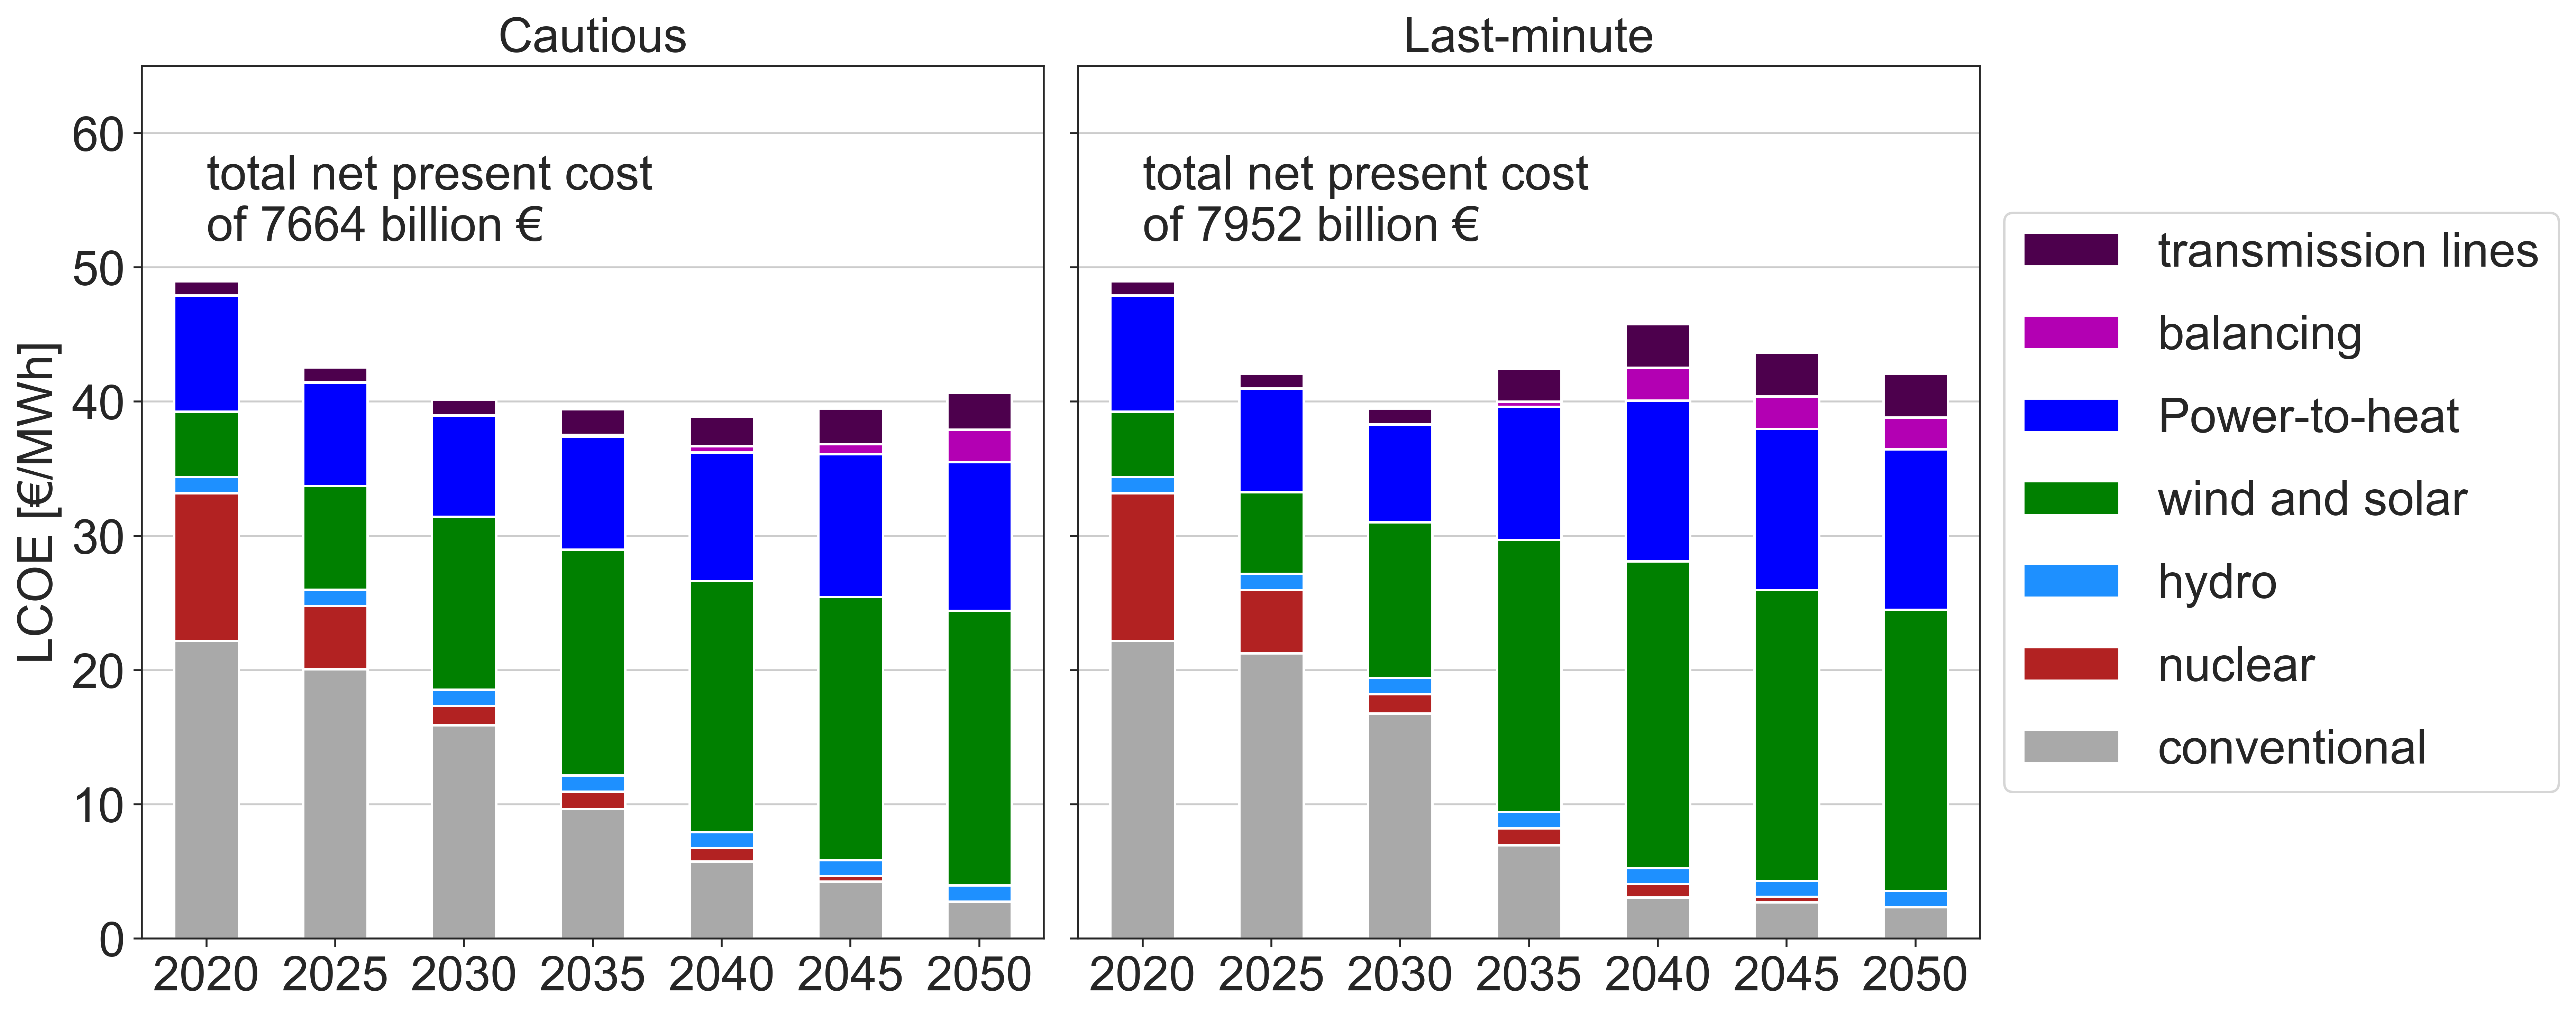 Cautious
Last-minute
total net present cost
of 7664 billion €
total net present cost
of 7952 billion €
LCOE [€/MWh]
60
50
40
30
20
10
0
2020 2025 2030 2035 2040 2045 2050
2020 2025 2030 2035 2040 2045 2050
transmission lines
balancing
Power-to-heat
wind and solar
hydro
nuclear
conventional